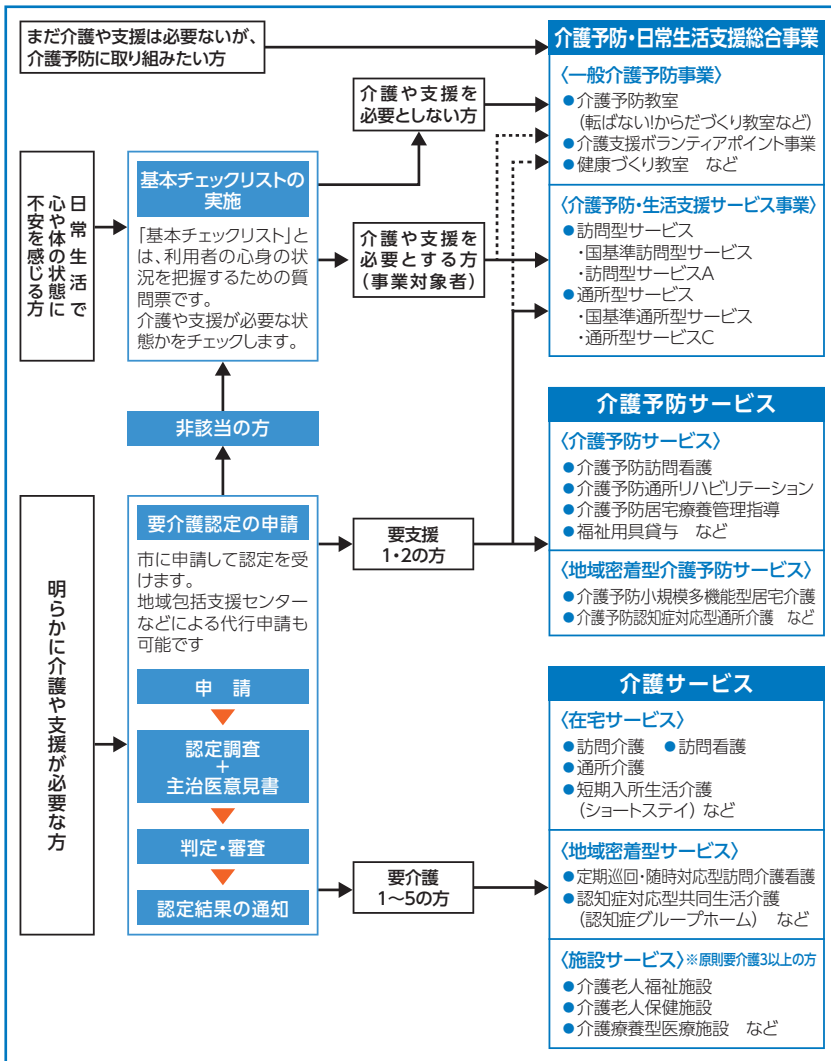 まだ介護や支援は必要ないが、
介護予防に取り組みたい方
日常生活で
心や体の状態に
不安を感じる方
基本チェックリストの
実施
「基本チェックリスト」と
は、利用者の心身の状
況を把握するための質
問票です。
介護や支援が必要な状
態かをチェックします。
介護や支援を
必要としない方
介護や支援を
必要とする方
(事業対象者)
非該当の方
明らかに介護や支援が必要な方
要介護認定の申請
市に申請して認定を受
けます。
地域包括支援センター
などによる代行申請も
可能です
申 請
認定調査
+
主治医意見書
判定・審査
認定結果の通知
要支援
1・2の方
要介護
1～5の方
介護予防・日常生活支援総合事業
〈一般介護予防事業〉
●介護予防教室
(転ばない!からだづくり教室など)
●介護支援ボランティアポイント事業
●健康づくり教室 など
〈介護予防・生活支援サービス事業〉
●訪問型サービス
・国基準訪問型サービス
・訪問型サービスA
●通所型サービス
・国基準通所型サービス
・通所型サービスC
介護予防サービス
〈介護予防サービス〉
●介護予防訪問看護
●介護予防通所リハビリテーション
●介護予防居宅療養管理指導
●福祉用具貸与 など
〈地域密着型介護予防サービス〉
●介護予防小規模多機能型居宅介護
●介護予防認知症対応型通所介護 など
介護サービス
〈在宅サービス〉
●訪問介護 ●訪問看護
●通所介護
●短期入所生活介護
(ショートステイ) など
〈地域密着型サービス〉
●定期巡回・随時対応型訪問介護看護
●認知症対応型共同生活介護
(認知症グループホーム) など
〈施設サービス〉※原則要介護3以上の方
●介護老人福祉施設
●介護老人保健施設
●介護療養型医療施設 など